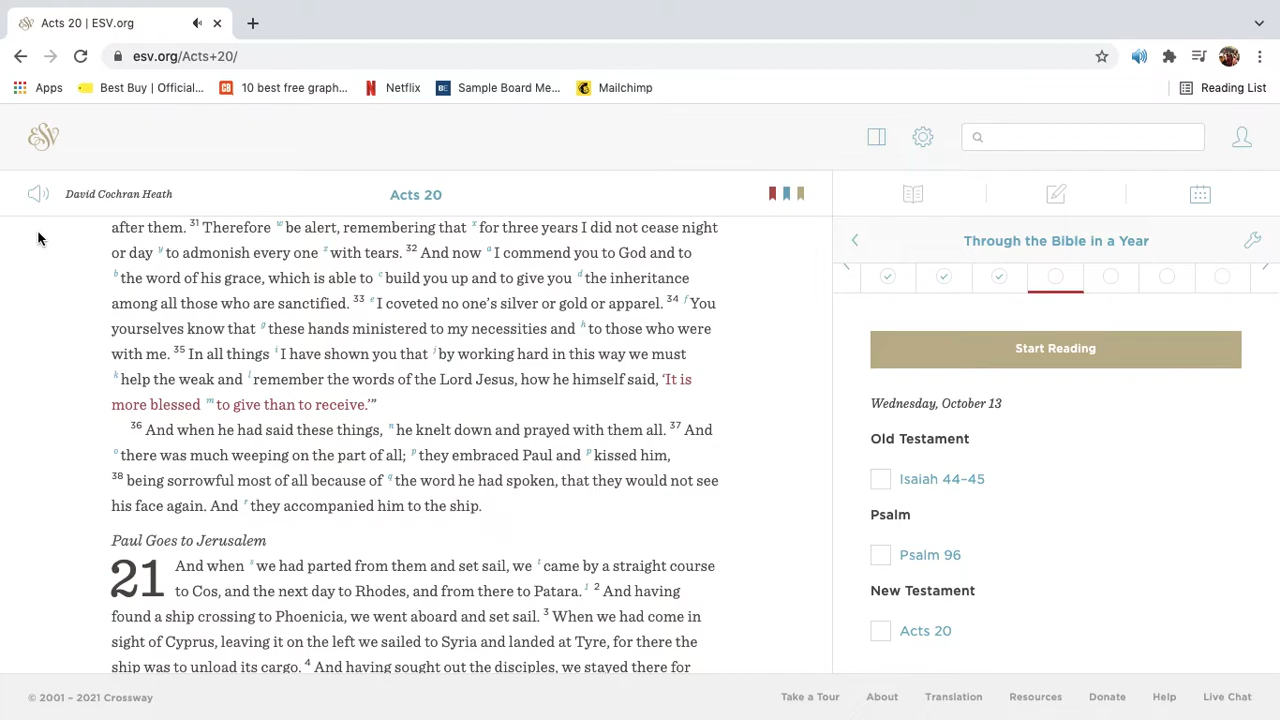 Acts 20 | ESV.org
esv.org/Acts+20/
Apps
Best Buy | Official...
10 best free graph...
Netflix
Sample Board Me...
Mailchimp
Reading List
ESV
David Cochran Heath
Acts 20
after them. 31 Therefore w be alert, remembering that x for three years I did not cease night
or day y to admonish every one z with tears. 32 And now a I commend you to God and to
b the word of his grace, which is able to c build you up and to give you d the inheritance
among all those who are sanctified. 33 e I coveted no one’s silver or gold or apparel. 34 f You
yourselves know that g these hands ministered to my necessities and h to those who were
with me. 35 In all things i I have shown you that j by working hard in this way we must
k help the weak and l remember the words of the Lord Jesus, how he himself said, ‘It is
more blessed m to give than to receive.’”
36 And when he had said these things, n he knelt down and prayed with them all. 37 And
o there was much weeping on the part of all; p they embraced Paul and p kissed him,
38 being sorrowful most of all because of q the word he had spoken, that they would not see
his face again. And r they accompanied him to the ship.
Paul Goes to Jerusalem
21 And when s we had parted from them and set sail, we t came by a straight course
to Cos, and the next day to Rhodes, and from there to Patara. 1 2 And having
found a ship crossing to Phoenicia, we went aboard and set sail. 3 When we had come in
sight of Cyprus, leaving it on the left we sailed to Syria and landed at Tyre, for there the
ship was to unload its cargo. 4 And having sought out the disciples, we stayed there for
Through the Bible in a Year
Start Reading
Wednesday, October 13
Old Testament
Isaiah 44–45
Psalm
Psalm 96
New Testament
Acts 20
© 2001 – 2021 Crossway
Take a Tour
About
Translation
Resources
Donate
Help
Live Chat